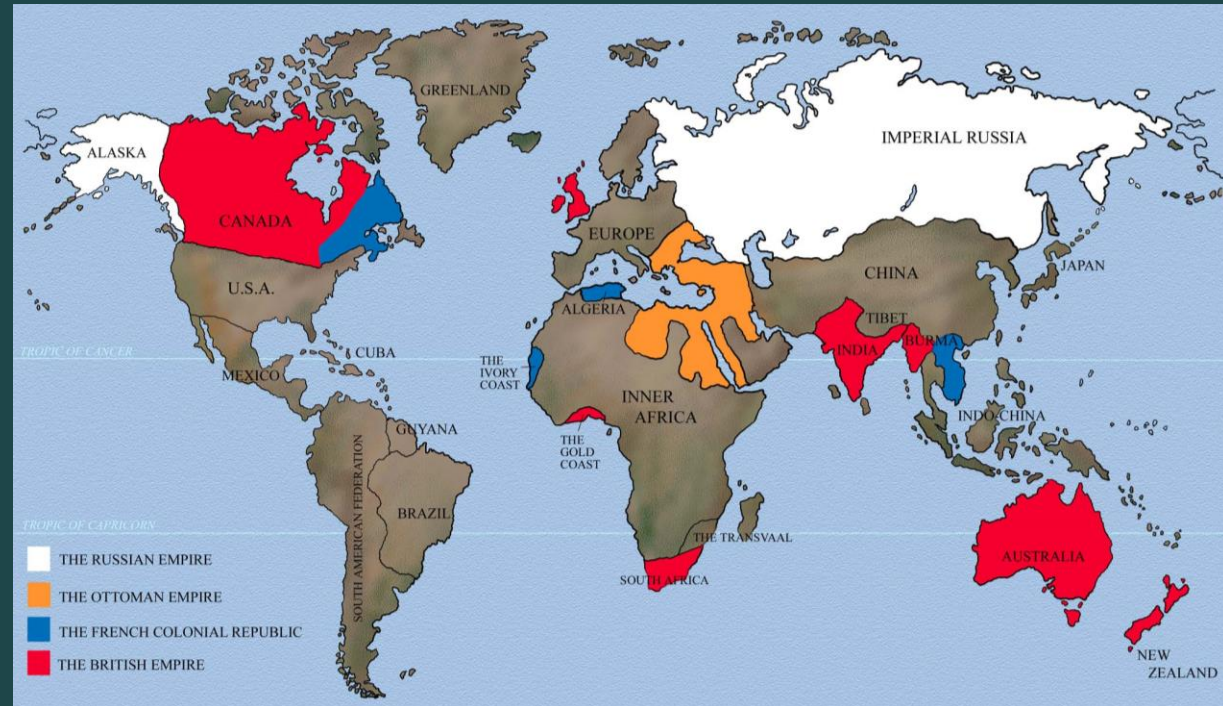 GREENLAND
ALASKA
IMPERIAL RUSSIA
CANADA
EUROPE
CHINA
JAPAN
U.S.A.
ALGERIA
TIBET
TROPIC OF CANCER
CUBA
INDIA
BURMA
MEXICO
THE
IVORY
COAST
INNER
AFRICA
INDO-CHINA
GUYANA
THE
GOLD
COAST
SOUTH AMERICAN FEDERATION
BRAZIL
TROPIC OF CAPRICORN
THE TRANSVAAL
AUSTRALIA
SOUTH AFRICA
THE RUSSIAN EMPIRE
THE OTTOMAN EMPIRE
THE FRENCH COLONIAL REPUBLIC
THE BRITISH EMPIRE
NEW
ZEALAND